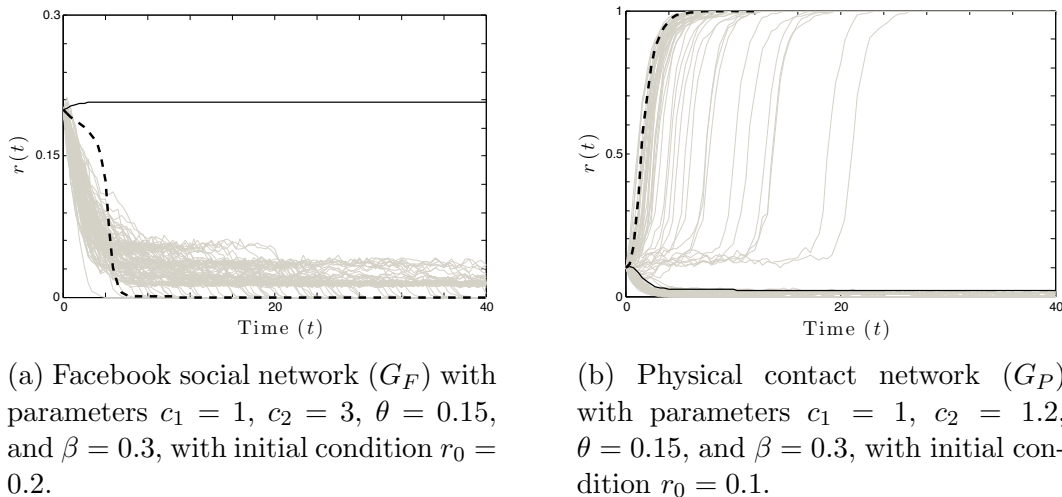 0.3
0.15
0
r(t)
0
20
40
Time (t)
1
0.5
0
r(t)
0
20
40
Time (t)
(a) Facebook social network (G_F) with
parameters c_1 = 1, c_2 = 3, θ = 0.15,
and β = 0.3, with initial condition r_0 =
0.2.
(b) Physical contact network (G_P)
with parameters c_1 = 1, c_2 = 1.2,
θ = 0.15, and β = 0.3, with initial con-
dition r_0 = 0.1.